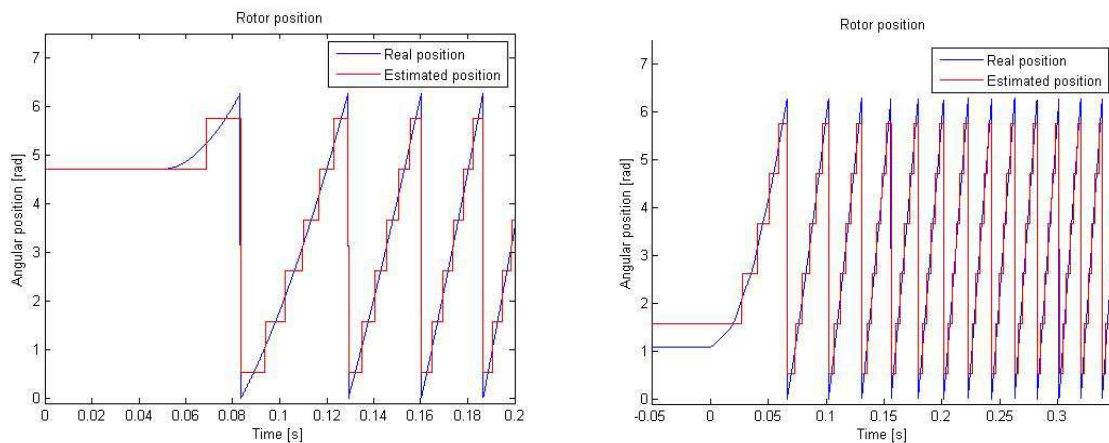 Rotor position
Real position
Estimated position
Angular position [rad]
7
6
5
4
3
2
1
0
0 0.02 0.04 0.06 0.08 0.1 0.12 0.14 0.16 0.18 0.2
Time [s]
Rotor position
Real position
Estimated position
Angular position [rad]
7
6
5
4
3
2
1
0
-0.05 0 0.05 0.1 0.15 0.2 0.25 0.3
Time [s]